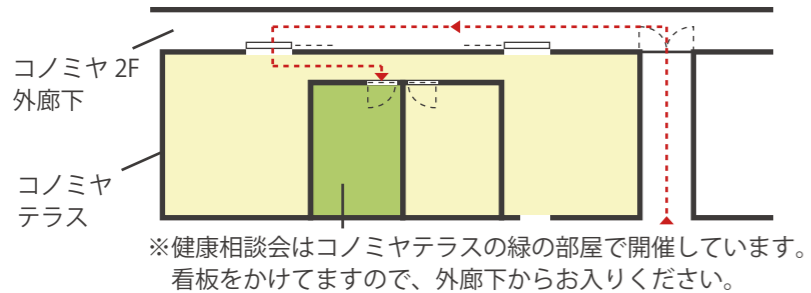 コノミヤ 2F
外廊下
コノミヤ
テラス
※健康相談会はコノミヤテラスの緑の部屋で開催しています。
看板をかけてますので、外廊下からお入りください。